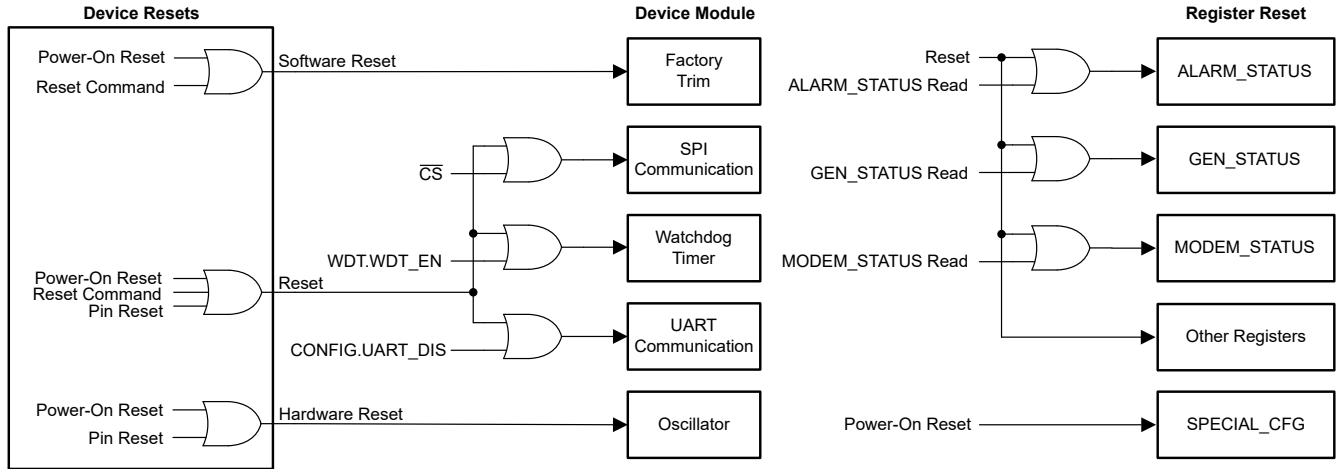 Device Resets
Device Module
Register Reset
Power-On Reset
Reset Command
Software Reset
Factory
Trim
Reset
ALARM_STATUS Read
ALARM_STATUS
CS
SPI
Communication
GEN_STATUS Read
GEN_STATUS
WDT.WDT_EN
Watchdog
Timer
MODEM_STATUS Read
MODEM_STATUS
Power-On Reset
Reset Command
Pin Reset
Reset
CONFIG.UART_DIS
UART
Communication
Other Registers
Power-On Reset
Pin Reset
Hardware Reset
Oscillator
Power-On Reset
SPECIAL_CFG